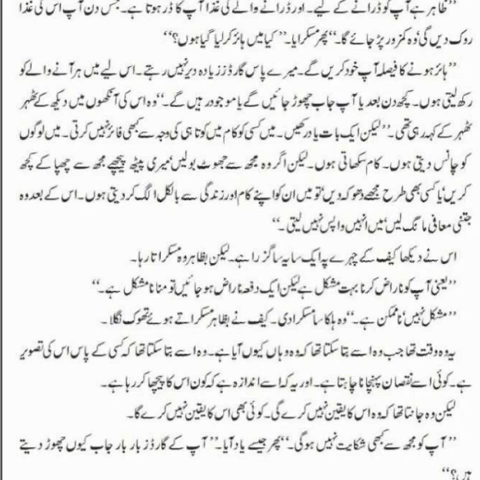 ”ظاہر ہے آپ کو ڈرانے کے لیے۔ اور ڈرانے والے کی غذا آپ کا ڈر ہوتا ہے۔ جس دن آپ اس کی غذا
روک دیں گی‘ وہ کمزور پڑ جائے گا۔“ پھر مسکرایا۔ ”کیا میں ہائر کر لیا گیا ہوں؟“
”ہائر ہونے کا فیصلہ آپ خود کریں گے۔ میرے پاس گارڈز زیادہ دیر نہیں رہتے۔ اس لیے میں ہر آنے والے کو
رکھ لیتی ہوں۔ کچھ دن بعد یا آپ جاب چھوڑ جائیں گے یا موجود رہیں گے۔“ وہ اس کی آنکھوں میں دیکھ کے ٹھہر
ٹھہر کے کہہ رہی تھی۔ ”لیکن ایک بات یاد رکھیں۔ میں کسی کو کام میں کوتاہی کی وجہ سے کبھی فائر نہیں کرتی۔ میں لوگوں
کو چانس دیتی ہوں۔ کام سکھاتی ہوں۔ لیکن اگر وہ مجھ سے جھوٹ بولیں‘ میری پیٹھ پیچھے مجھ سے چھپا کے کچھ
کریں‘ یا کسی بھی طرح مجھے دھوکہ دیں‘ تو میں ان کو اپنے کام اور زندگی سے بالکل الگ کر دیتی ہوں۔ اس کے بعد وہ
جتنی معافی مانگ لیں‘ میں انہیں واپس نہیں لیتی۔“
اس نے دیکھا‘ کیف کے چہرے پہ ایک سایہ سا گزرا ہے۔ لیکن بظاہر وہ مسکراتا رہا۔
”یعنی آپ کو ناراض کرنا بہت مشکل ہے لیکن ایک دفعہ ناراض ہو جائیں تو منانا مشکل ہے۔“
”مشکل نہیں‘ ناممکن ہے۔“ وہ ہلکا سا مسکرا دی۔ کیف نے بظاہر مسکراتے ہوئے تھوک نگلا۔
یہ وہ وقت تھا جب وہ اسے بتا سکتا تھا کہ وہ وہاں کیوں آیا ہے۔ وہ اسے بتا سکتا تھا کہ کسی کے پاس اس کی تصویر
ہے۔ کوئی اسے نقصان پہنچانا چاہتا ہے۔ اور یہ کہ اسے اندازہ ہے کہ کون اس کا پیچھا کر رہا ہے۔
لیکن وہ جانتا تھا کہ وہ اس کا یقین نہیں کرے گی۔ کوئی بھی اس کا یقین نہیں کرے گا۔
”آپ کو مجھ سے کبھی شکایت نہیں ہوگی۔“ پھر جیسے یاد آیا۔ ”آپ کے گارڈز بار بار جاب کیوں چھوڑ دیتے
ہیں؟“